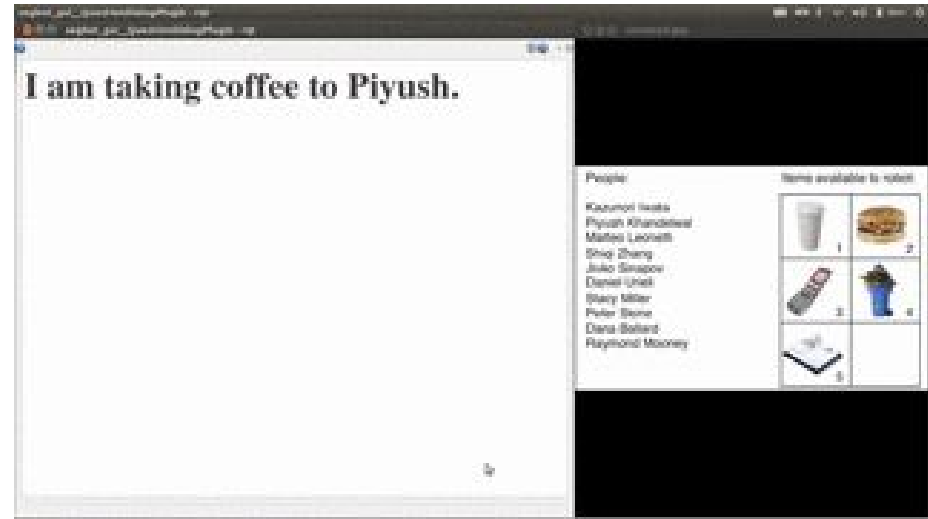 I am taking coffee to Piyush.
People
Items available to robot
Kazunori Iwata
Piyush Khandelwal
Matteo Leonetti
Shiqi Zhang
Jivko Sinapov
Daniel Urieli
Stacy Miller
Peter Stone
Dana Ballard
Raymond Mooney
1
2
3
4
5